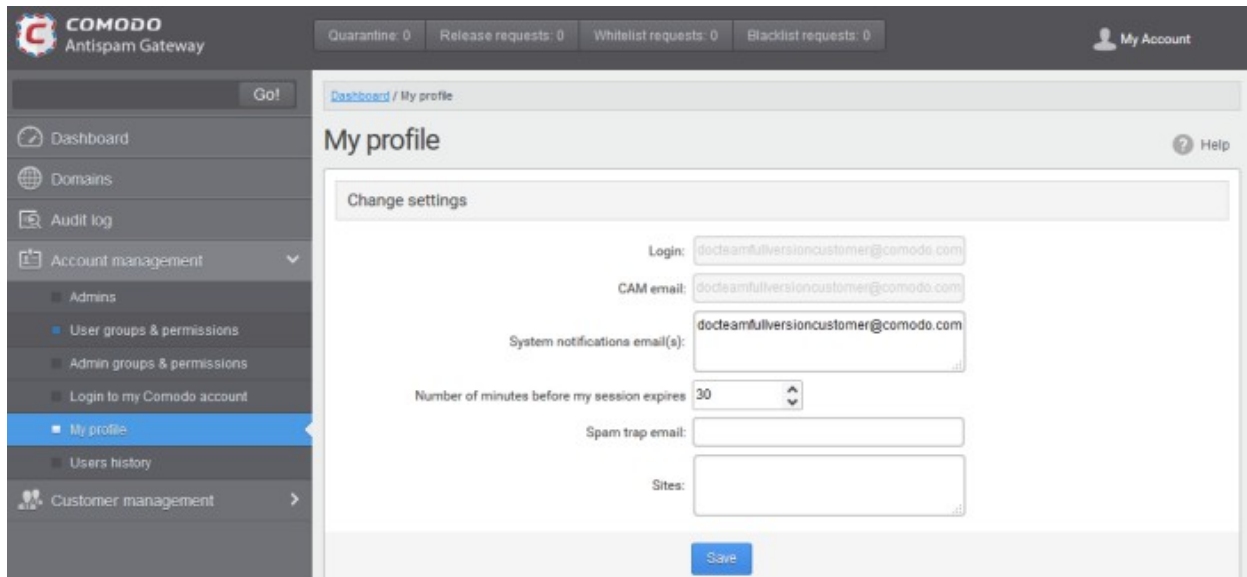 COMODO
Antispam Gateway
Quarantine: 0
Release requests: 0
Whitelist requests: 0
Blacklist requests: 0
My Account
Go!
Dashboard
Domains
Audit log
Account management
Admins
User groups & permissions
Admin groups & permissions
Login to my Comodo account
My profile
Users history
Customer management
Dashboard / My profile
My profile
Help
Change settings
Login: docteamfullversioncustomer@comodo.com
CAM email: docteamfullversioncustomer@comodo.com
System notifications email(s): docteamfullversioncustomer@comodo.com
Number of minutes before my session expires 30
Spam trap email:
Sites:
Save